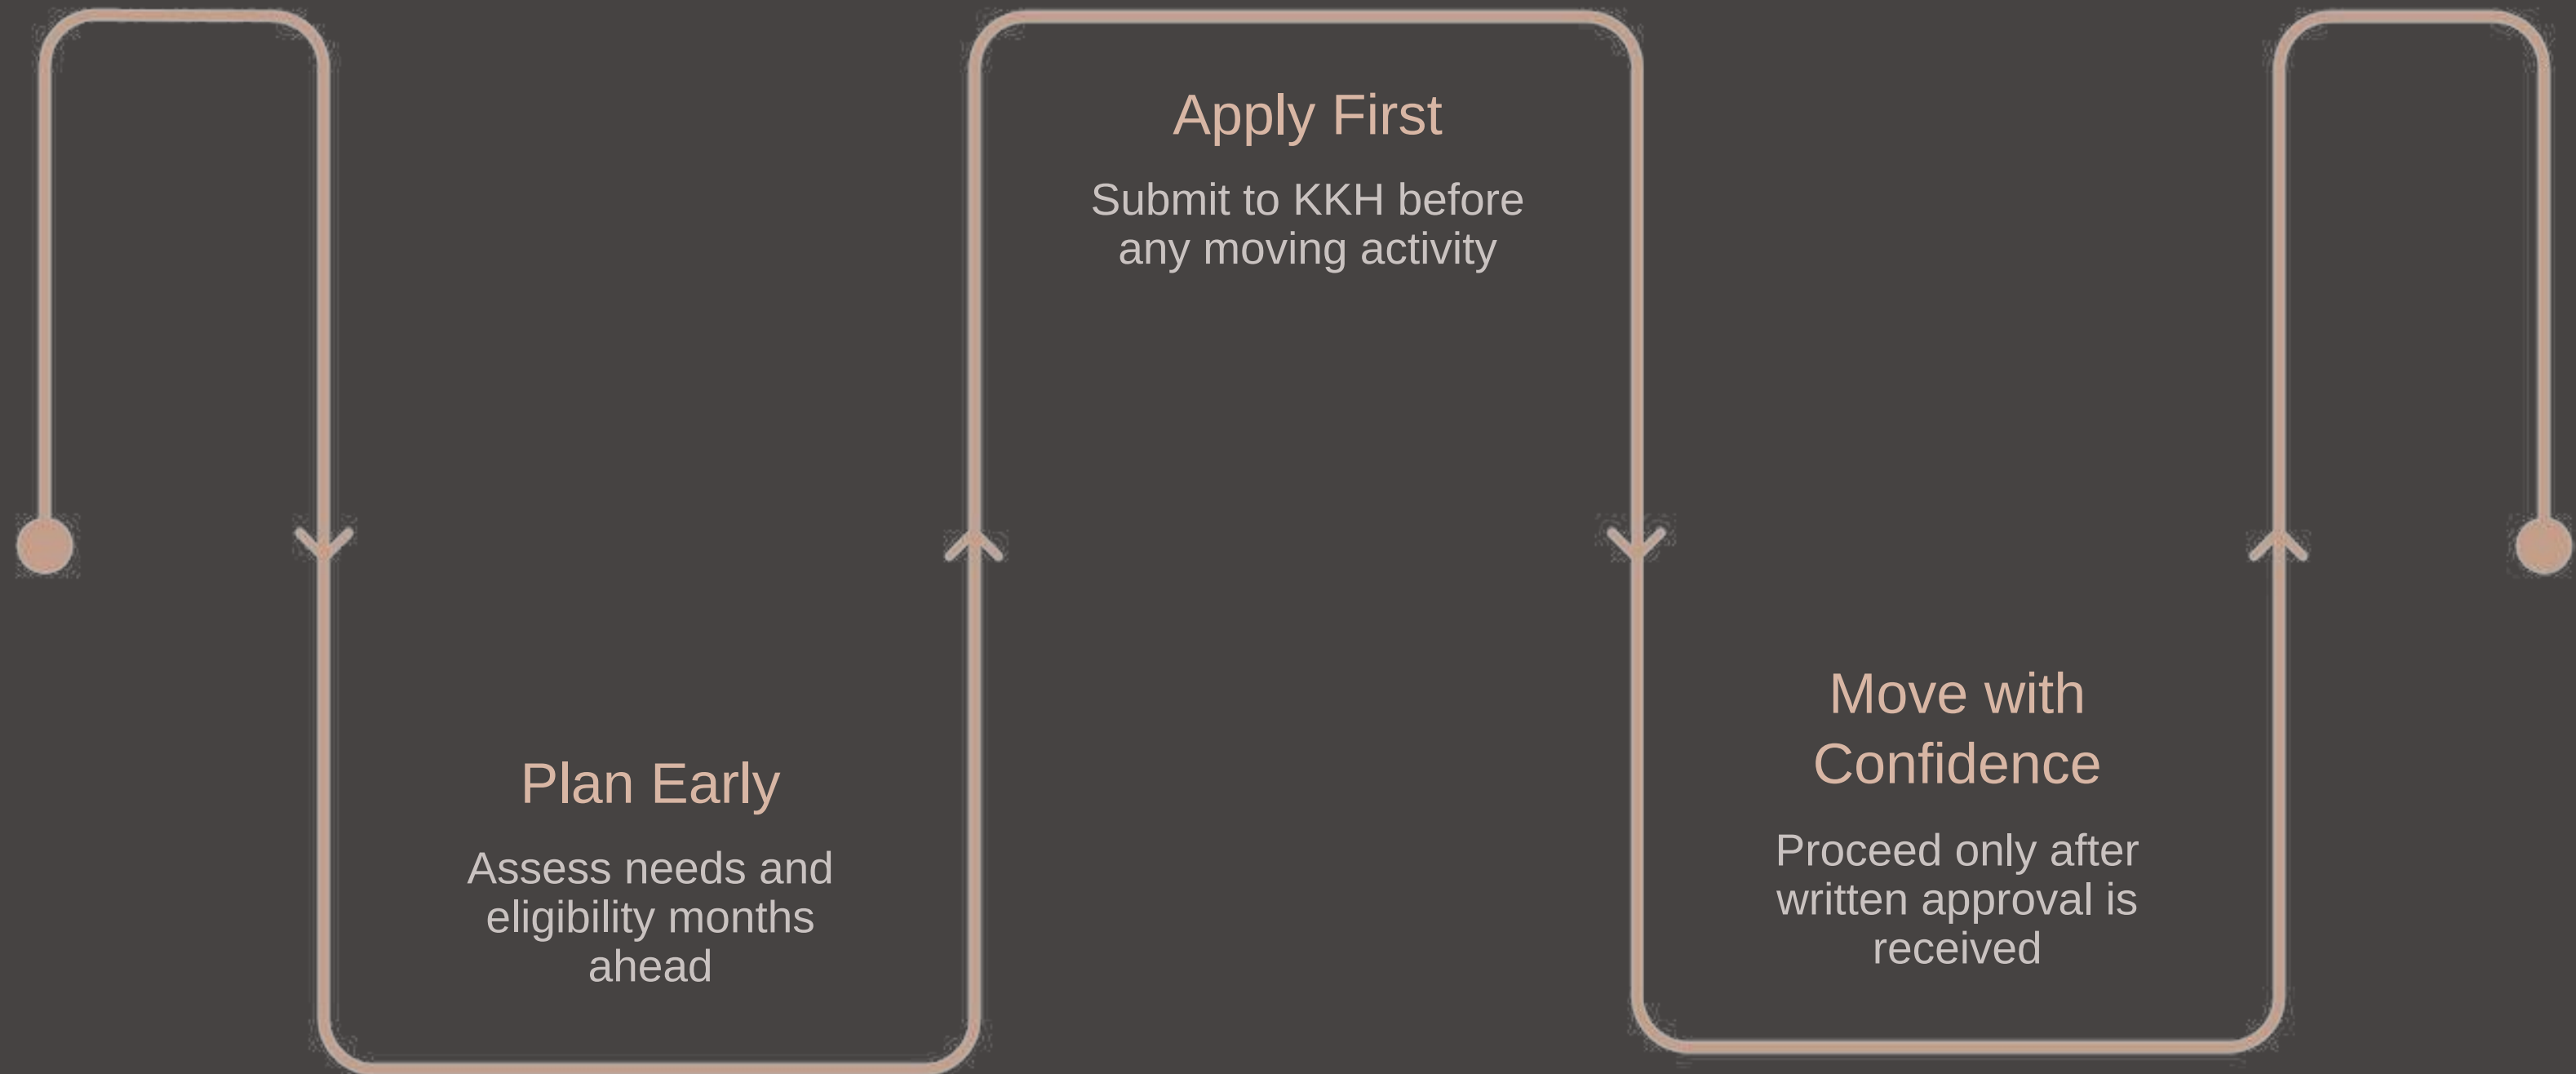 Plan Early
Assess needs and
eligibility months
ahead
Apply First
Submit to KKH before
any moving activity
Move with
Confidence
Proceed only after
written approval is
received